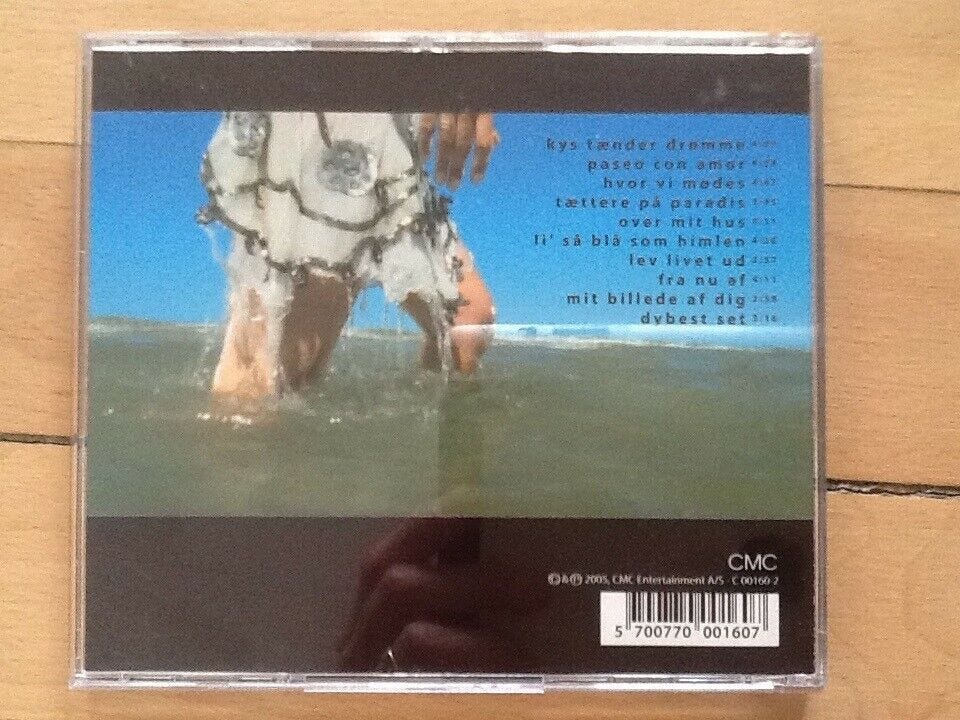 kys tænder drømme
paseo con amor
hvor vi mødes
tættere på paradis
over mit hus
li' så blå som himlen
lev livet ud
fra nu af
mit billede af dig
dybest set
CMC
©&℗ 2005, CMC Entertainment A/S · C 00160-2
5 700770 001607